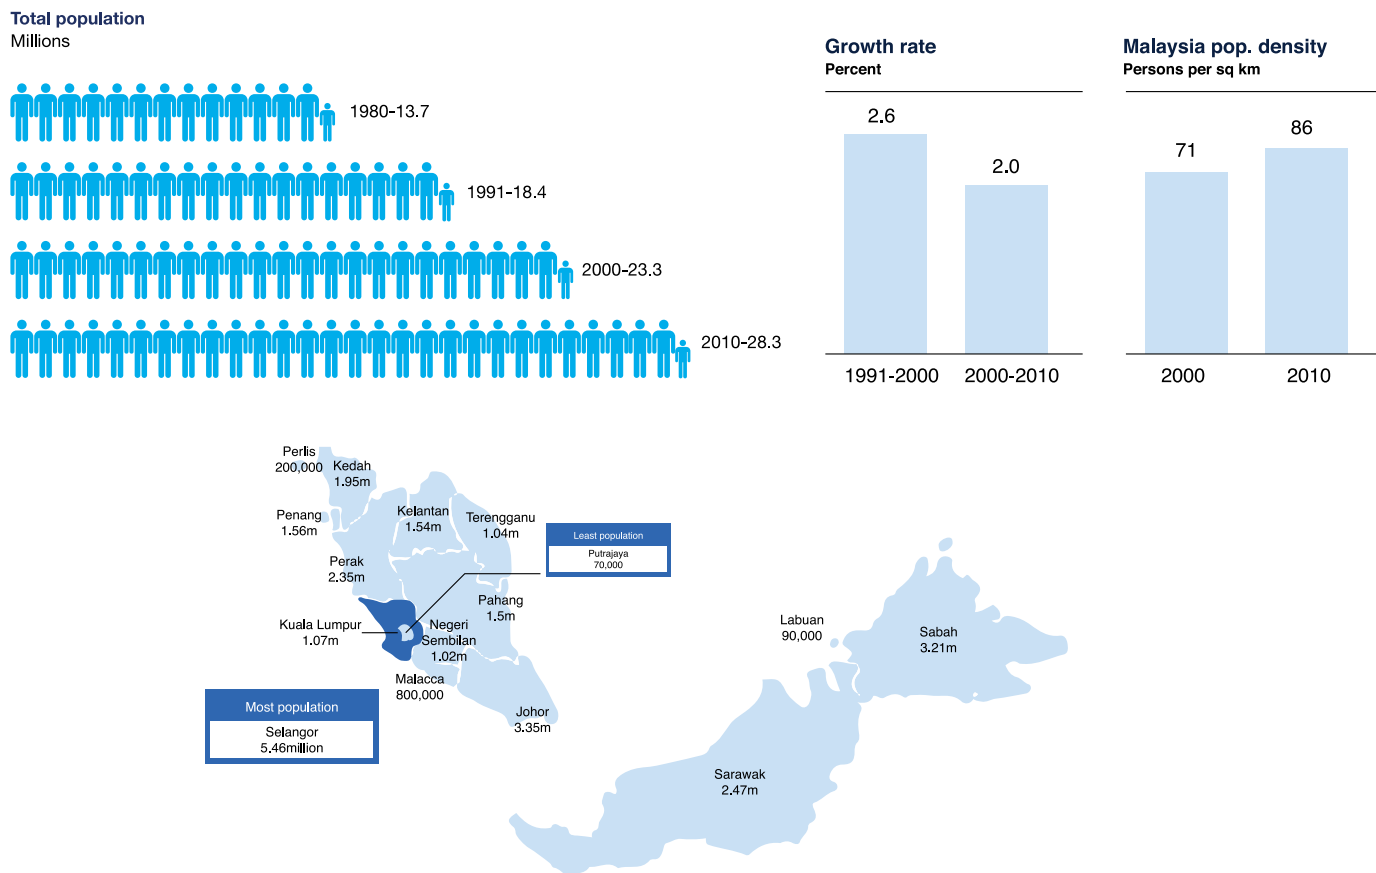 Total population
Millions
1980-13.7
1991-18.4
2000-23.3
2010-28.3
Growth rate
Percent
2.6
2.0
1991-2000
2000-2010
Malaysia pop. density
Persons per sq km
71
86
2000
2010
Perlis
200,000
Kedah
1.95m
Penang
1.56m
Kelantan
1.54m
Terengganu
1.04m
Perak
2.35m
Least population
Putrajaya
70,000
Pahang
1.5m
Kuala Lumpur
1.07m
Negeri
Sembilan
1.02m
Malacca
800,000
Most population
Selangor
5.46million
Johor
3.35m
Labuan
90,000
Sabah
3.21m
Sarawak
2.47m